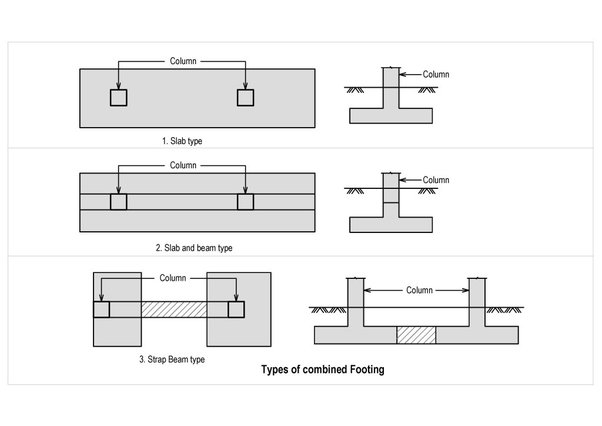 Column
Column
1. Slab type
Column
Column
2. Slab and beam type
Column
Column
3. Strap Beam type
Types of combined Footing